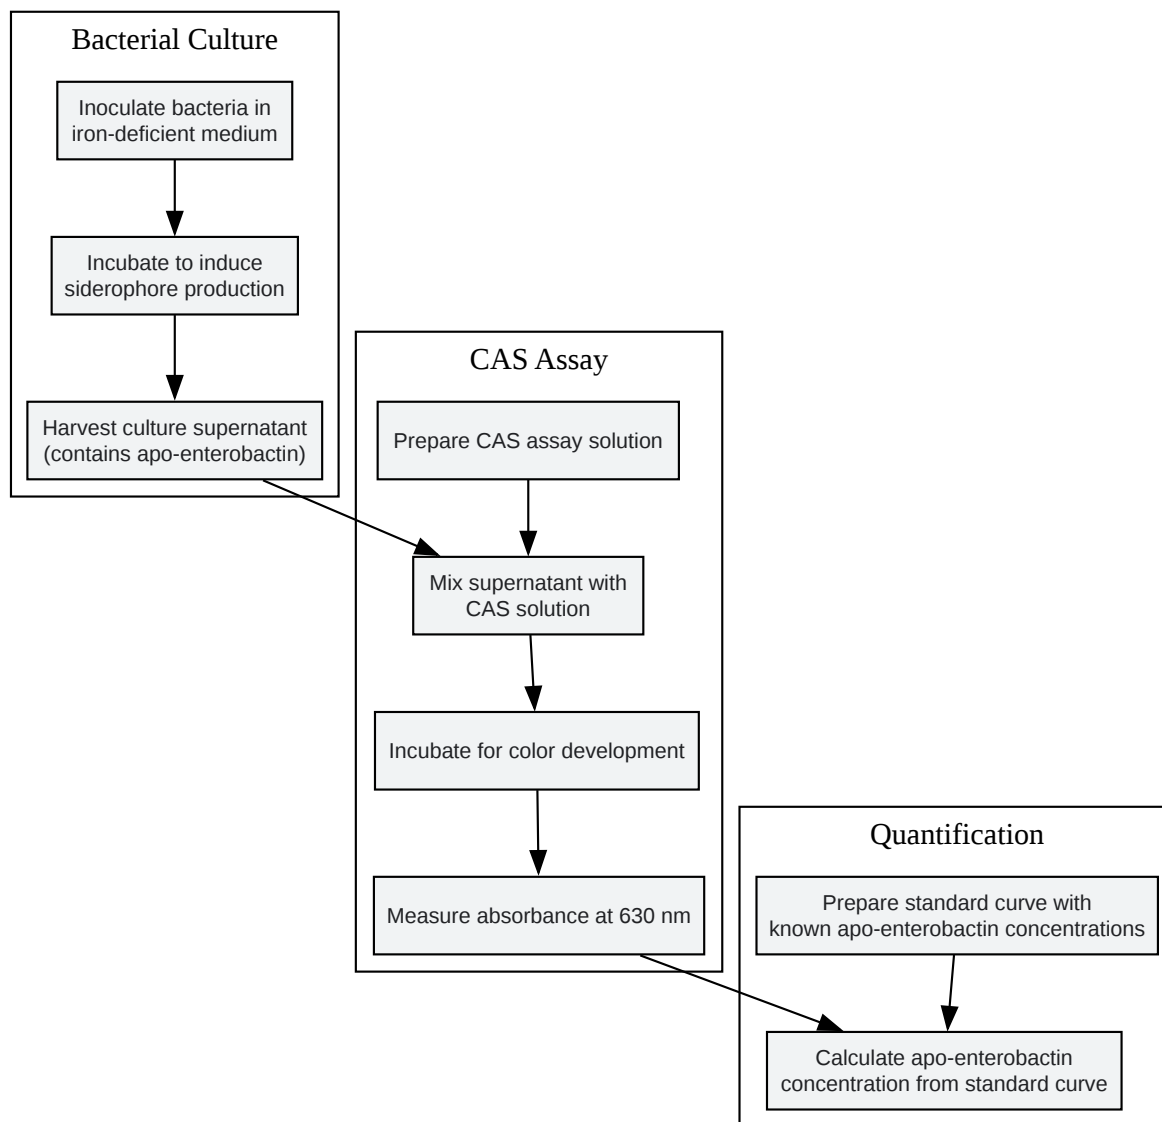 Bacterial Culture
Inoculate bacteria in
iron-deficient medium
Incubate to induce
siderophore production
Harvest culture supernatant
(contains apo-enterobactin)
CAS Assay
Prepare CAS assay solution
Mix supernatant with
CAS solution
Incubate for color development
Measure absorbance at 630 nm
Quantification
Prepare standard curve with
known apo-enterobactin concentrations
Calculate apo-enterobactin
concentration from standard curve